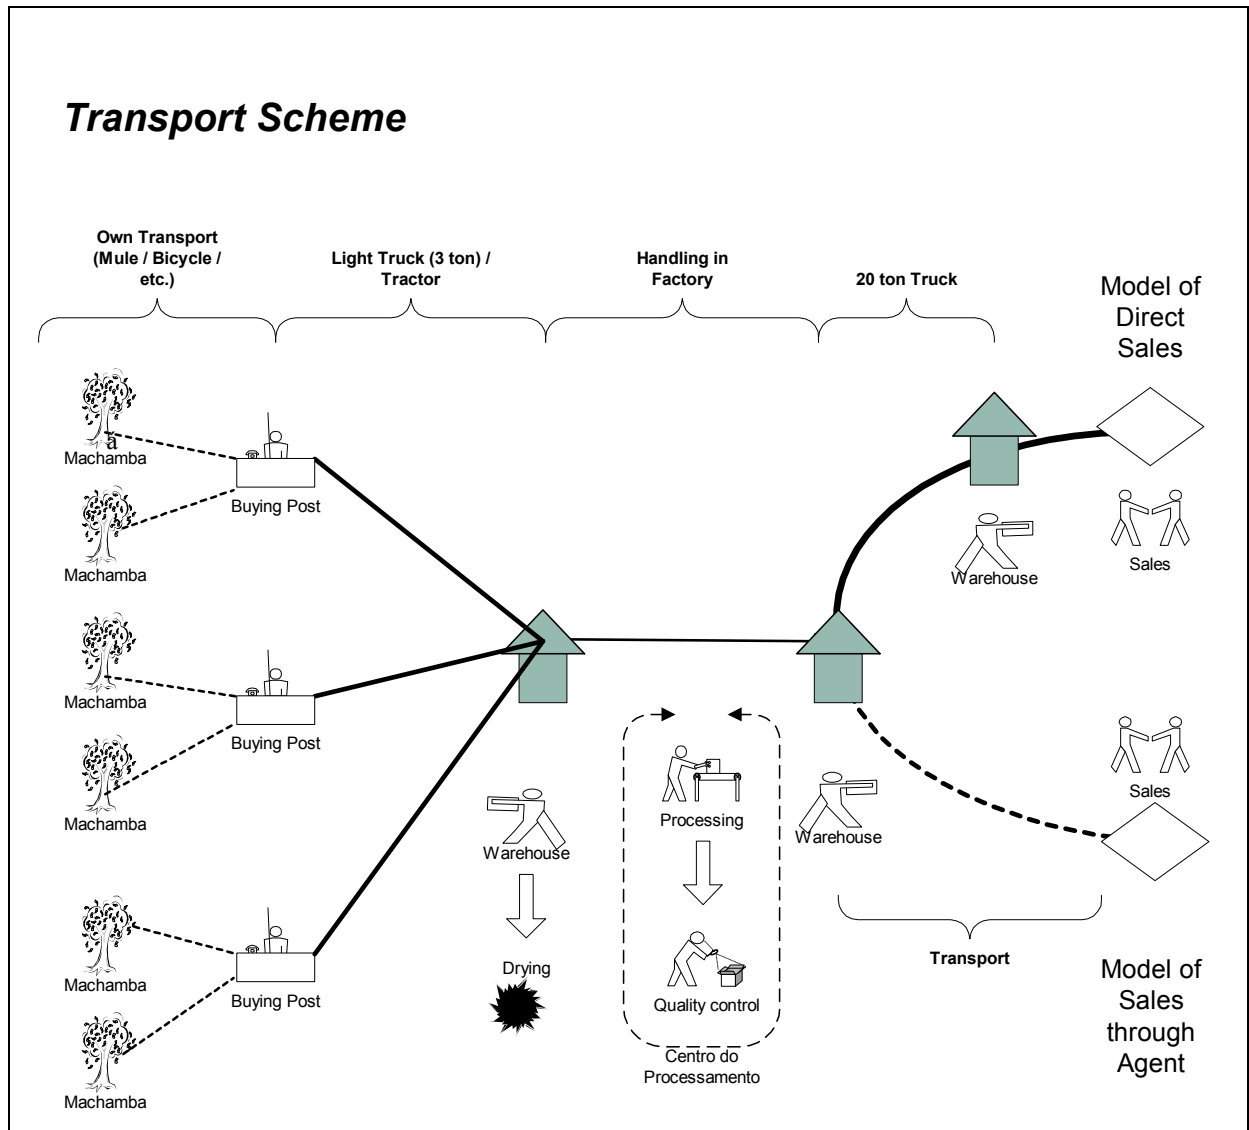 Transport Scheme
Own Transport
(Mule / Bicycle /
etc.)
Light Truck (3 ton) /
Tractor
Handling in
Factory
20 ton Truck
Model of
Direct
Sales
ã
Machamba
Buying Post
Machamba
Warehouse
Sales
Machamba
Buying Post
Machamba
Warehouse
Processing
Warehouse
Sales
Machamba
Buying Post
Machamba
Drying
Quality control
Centro do
Processamento
Transport
Model of
Sales
through
Agent